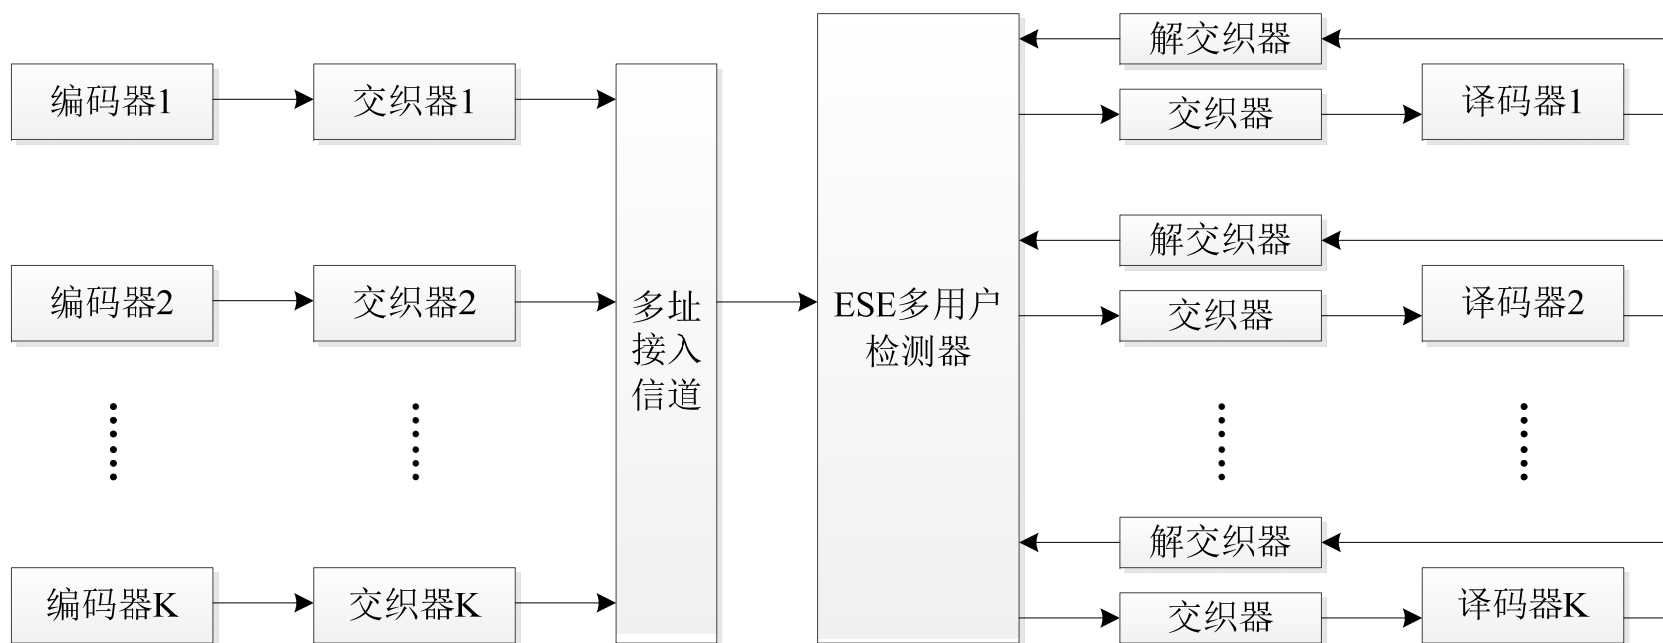 解交织器
编码器1
交织器1
交织器
译码器1
解交织器
编码器2
交织器2
多址
接入
信道
ESE多用户
检测器
交织器
译码器2
解交织器
编码器K
交织器K
交织器
译码器K